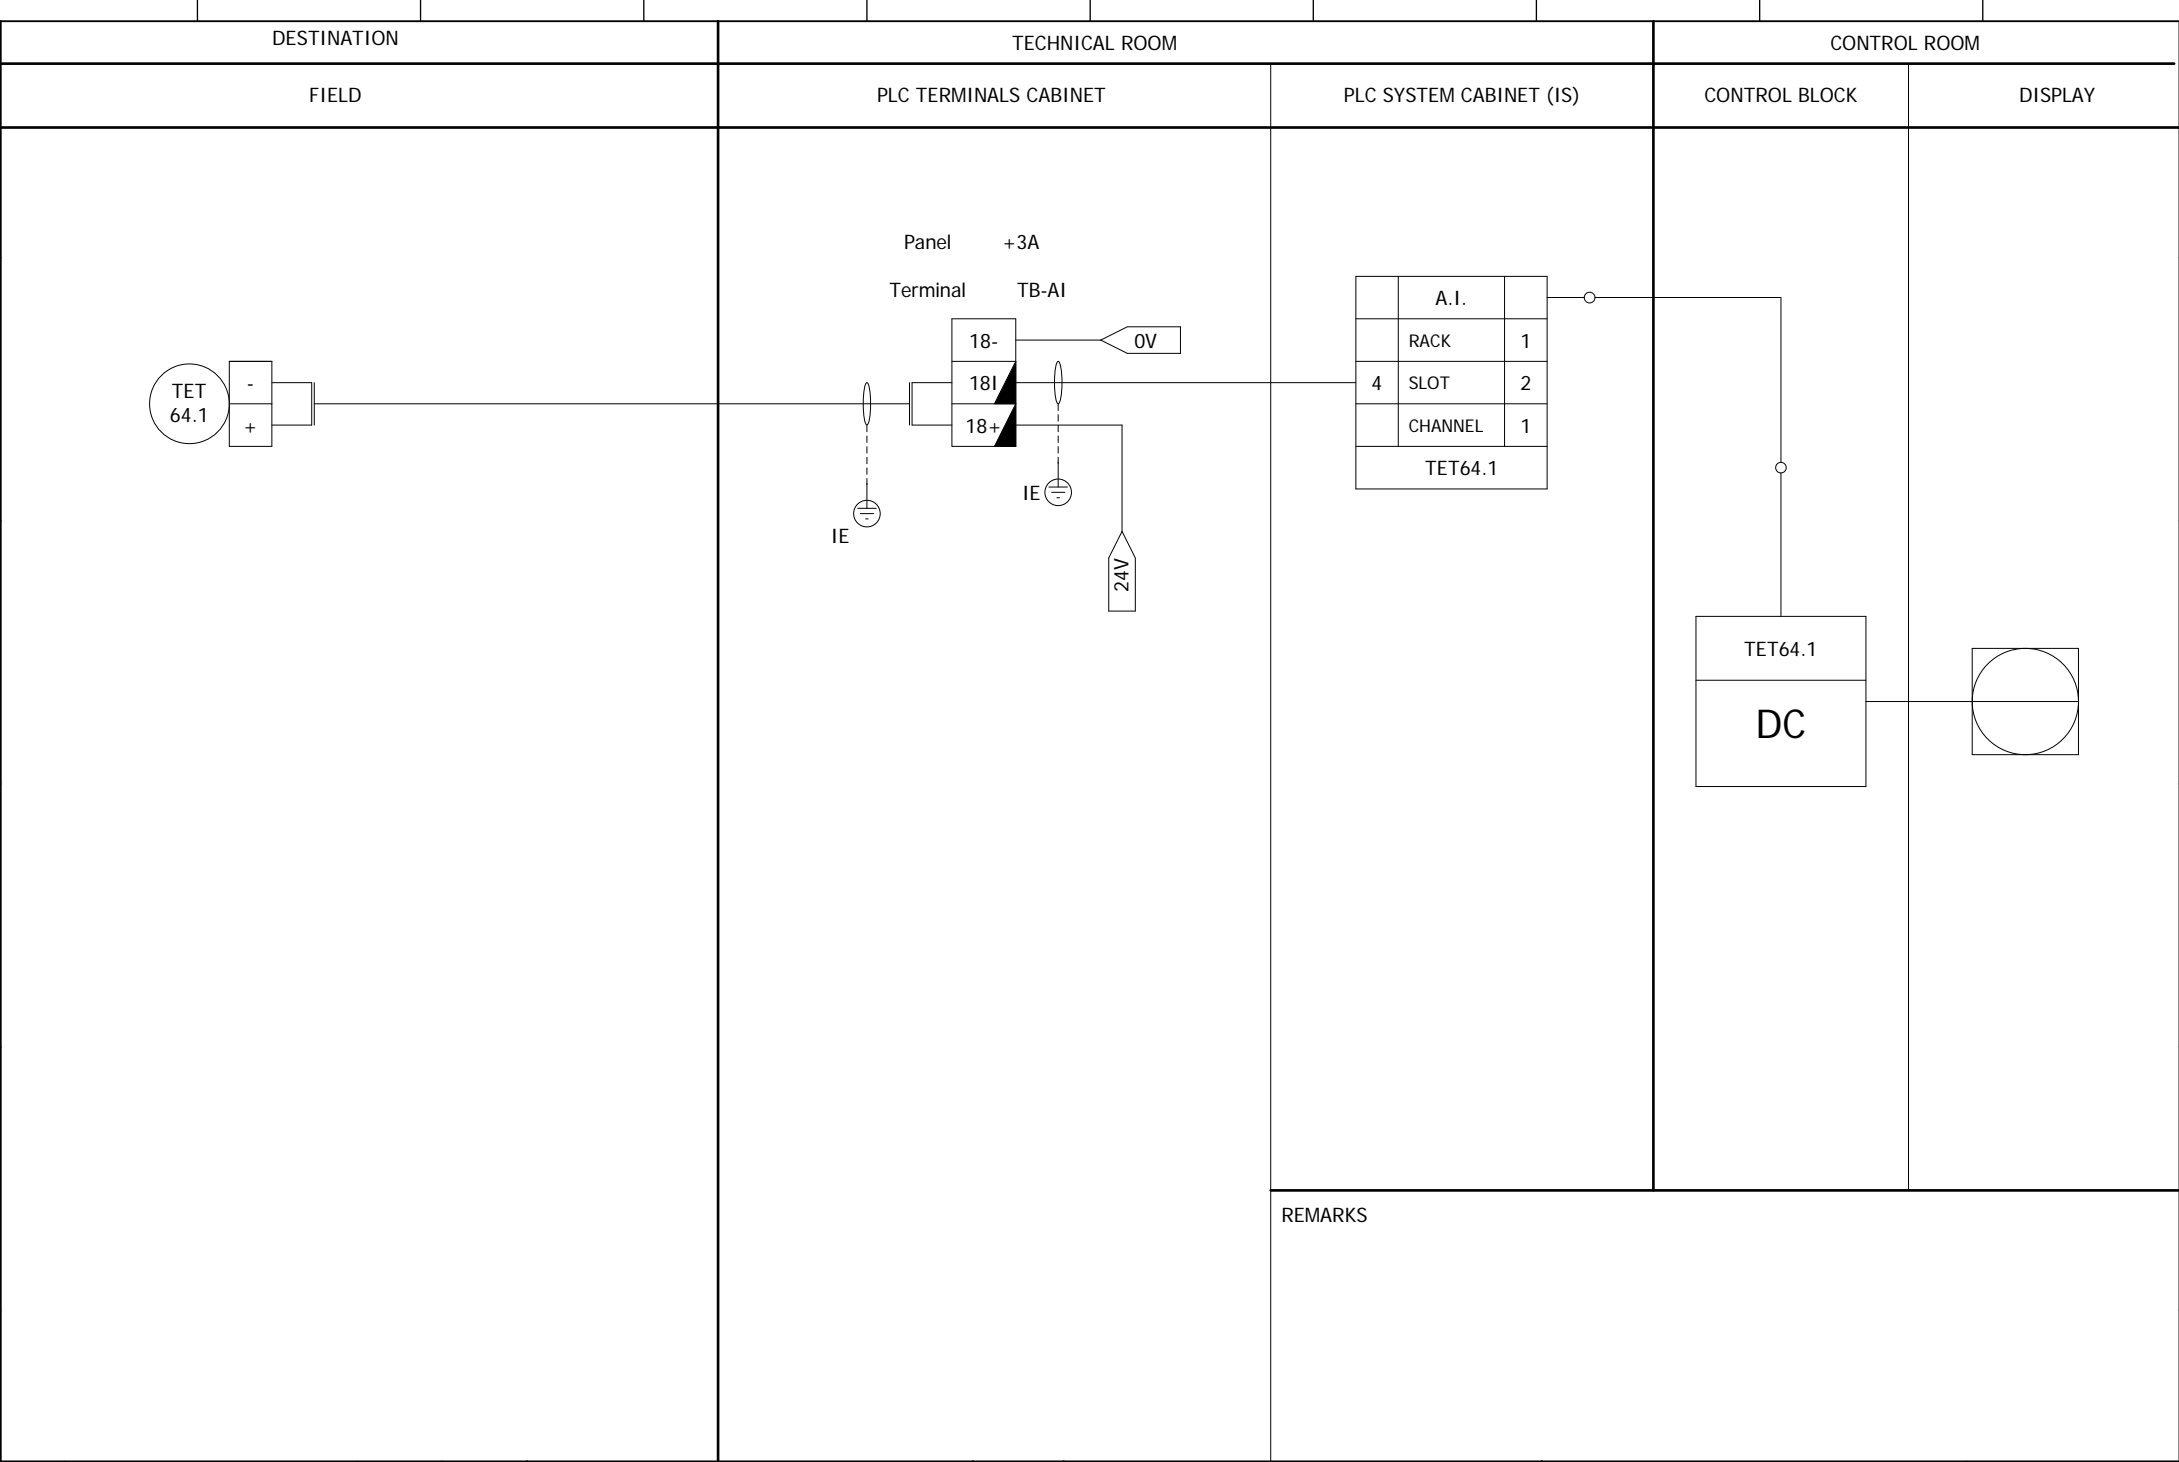 DESTINATION
TECHNICAL ROOM
CONTROL ROOM
FIELD
PLC TERMINALS CABINET
PLC SYSTEM CABINET (IS)
CONTROL BLOCK
DISPLAY
Panel +3A
Terminal TB-AI
TET
64.1
-
+
18-
18I
18+
0V
IE
IE
24V
A.I.
RACK 1
4 SLOT 2
CHANNEL 1
TET64.1
TET64.1
DC
REMARKS